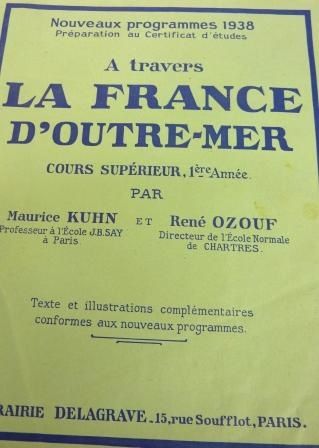 Nouveaux programmes 1938
Préparation au Certificat d'études
A travers
LA FRANCE
D'OUTRE-MER
COURS SUPÉRIEUR, 1ère Année.
PAR
Maurice KUHN ET René OZOUF
Professeur à l'École J.B.SAY
à Paris.
Directeur de l'École Normale
de CHARTRES.
Texte et illustrations complémentaires
conformes aux nouveaux programmes.
RAIRIE DELAGRAVE_15, rue Soufflot, PARIS.